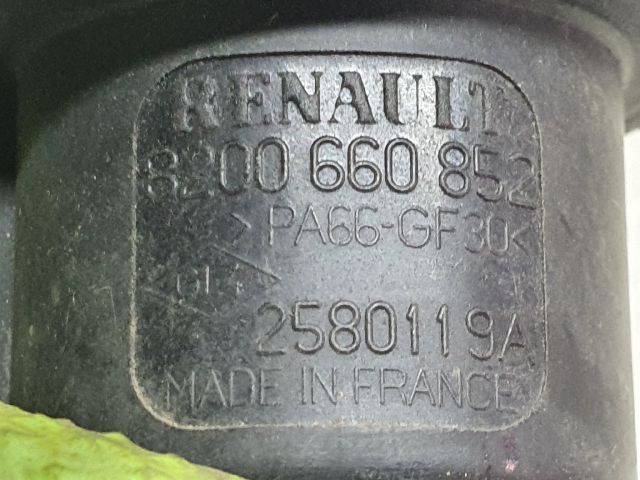 RENAULT
8200 660 852
>PA66-GF30<
2580119A
MADE IN FRANCE